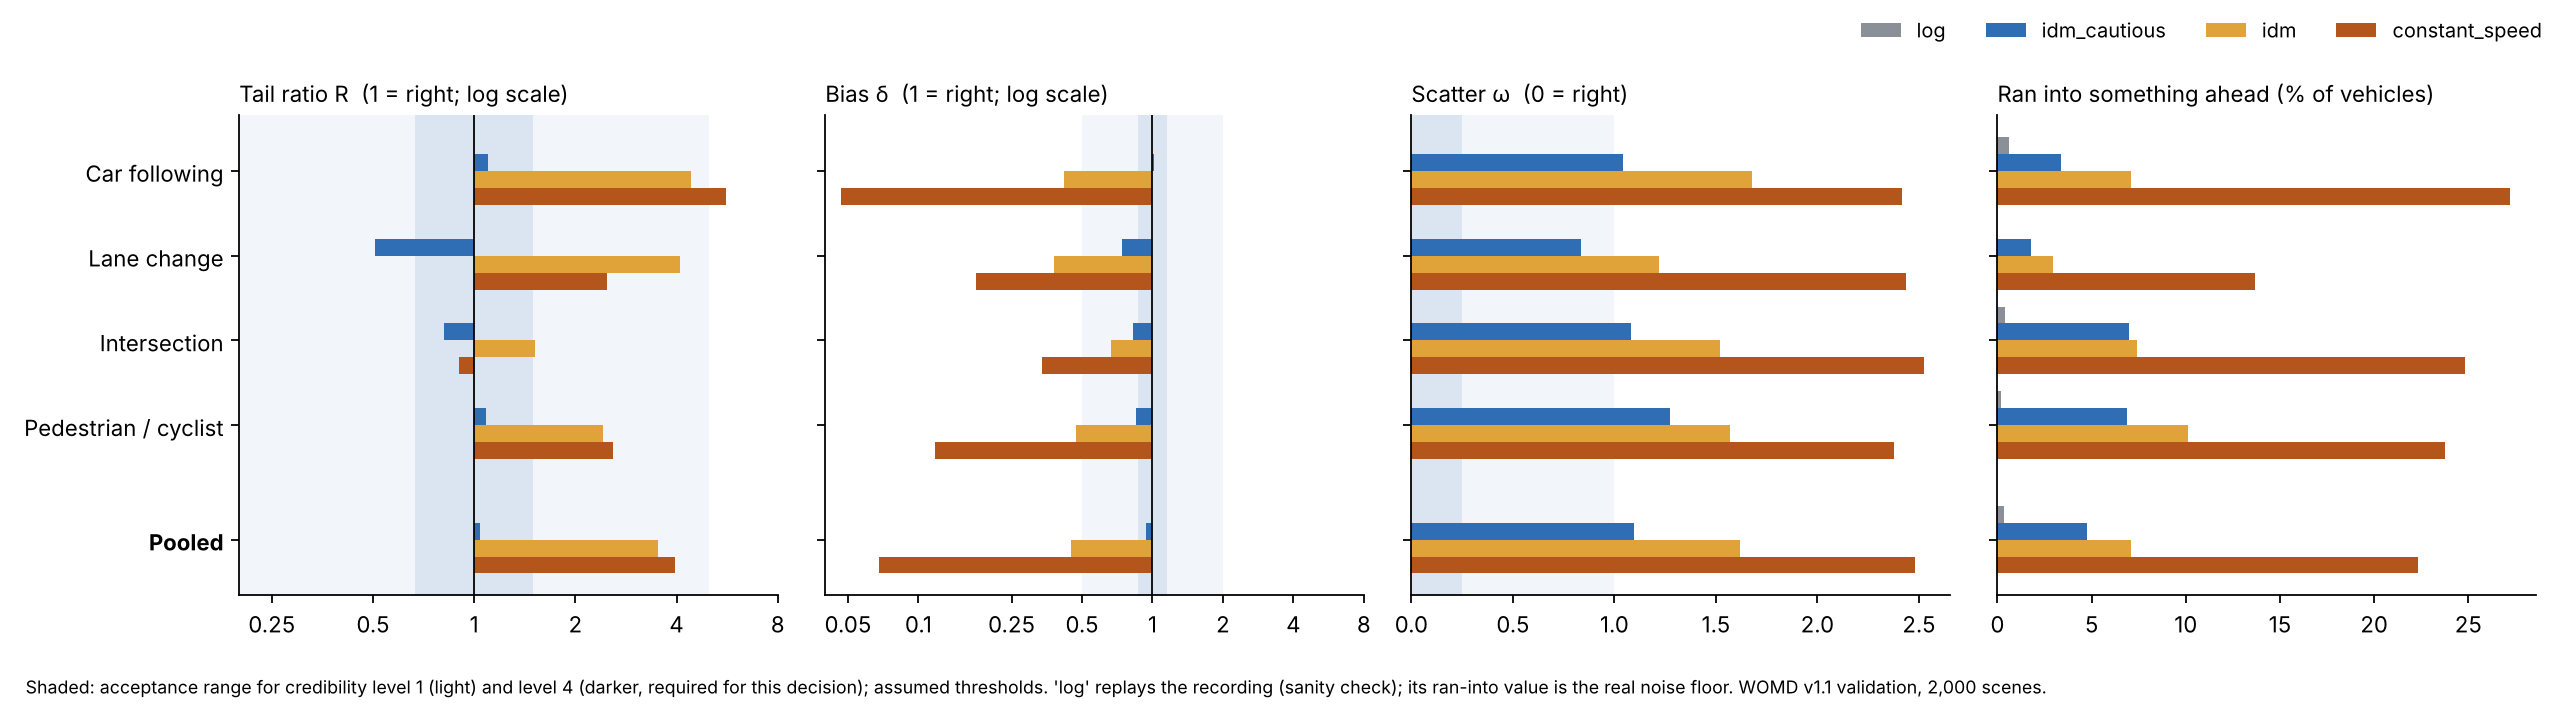 log idm_cautious idm constant_speed
Tail ratio R (1 = right; log scale)
Bias δ (1 = right; log scale)
Scatter ω (0 = right)
Ran into something ahead (% of vehicles)
Car following
Lane change
Intersection
Pedestrian / cyclist
Pooled
0.25 0.5 1 2 4 8
0.05 0.1 0.25 0.5 1 2 4 8
0.0 0.5 1.0 1.5 2.0 2.5
0 5 10 15 20 25
Shaded: acceptance range for credibility level 1 (light) and level 4 (darker, required for this decision); assumed thresholds. 'log' replays the recording (sanity check); its ran-into value is the real noise floor. WOMD v1.1 validation, 2,000 scenes.